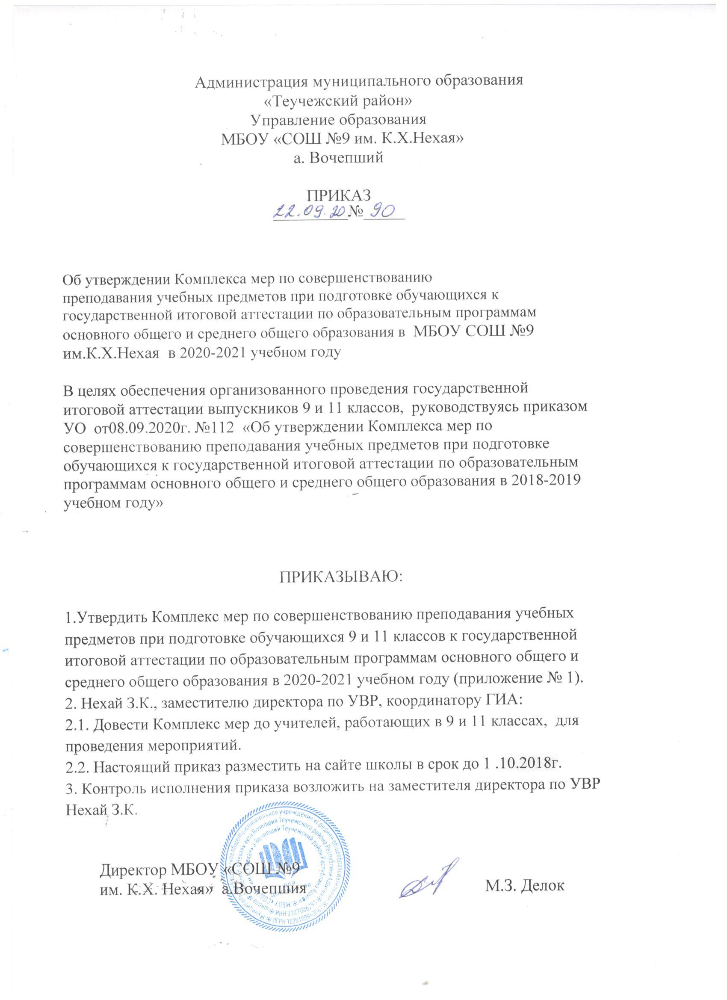 Администрация муниципального образования
«Теучежский район»
Управление образования
МБОУ «СОШ №9 им. К.Х.Нехая»
а. Вочепший
ПРИКАЗ
22.09.20 № 90
Об утверждении Комплекса мер по совершенствованию
преподавания учебных предметов при подготовке обучающихся к
государственной итоговой аттестации по образовательным программам
основного общего и среднего общего образования в МБОУ СОШ №9
им.К.Х.Нехая в 2020-2021 учебном году
В целях обеспечения организованного проведения государственной
итоговой аттестации выпускников 9 и 11 классов, руководствуясь приказом
УО от08.09.2020г. №112 «Об утверждении Комплекса мер по
совершенствованию преподавания учебных предметов при подготовке
обучающихся к государственной итоговой аттестации по образовательным
программам основного общего и среднего общего образования в 2018-2019
учебном году»
ПРИКАЗЫВАЮ:
1.Утвердить Комплекс мер по совершенствованию преподавания учебных
предметов при подготовке обучающихся 9 и 11 классов к государственной
итоговой аттестации по образовательным программам основного общего и
среднего общего образования в 2020-2021 учебном году (приложение № 1).
2. Нехай З.К., заместителю директора по УВР, координатору ГИА:
2.1. Довести Комплекс мер до учителей, работающих в 9 и 11 классах, для
проведения мероприятий.
2.2. Настоящий приказ разместить на сайте школы в срок до 1 .10.2018г.
3. Контроль исполнения приказа возложить на заместителя директора по УВР
Нехай З.К.
Директор МБОУ «СОШ №9
им. К.Х. Нехая» а.Вочепшия
М.З. Делок
для
документов